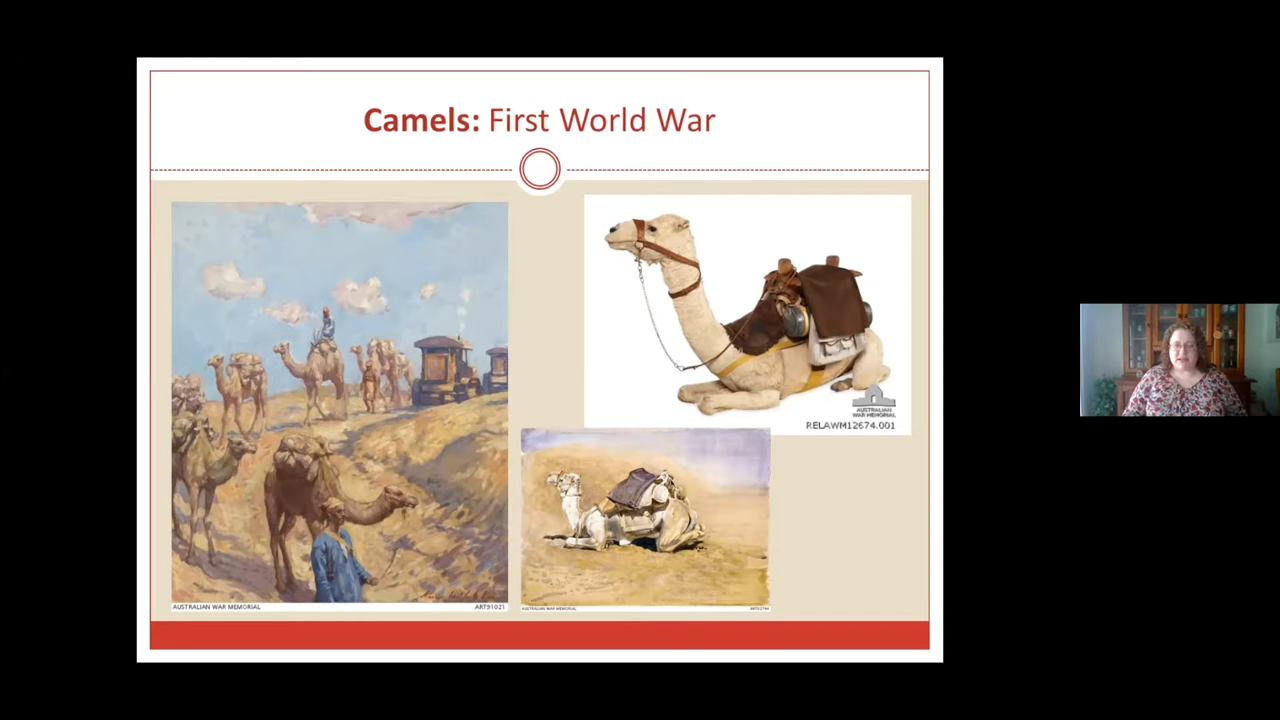 Camels: First World War
AUSTRALIAN WAR MEMORIAL
ART91021
AUSTRALIAN
WAR MEMORIAL
RELAWM12674.001
AUSTRALIAN WAR MEMORIAL